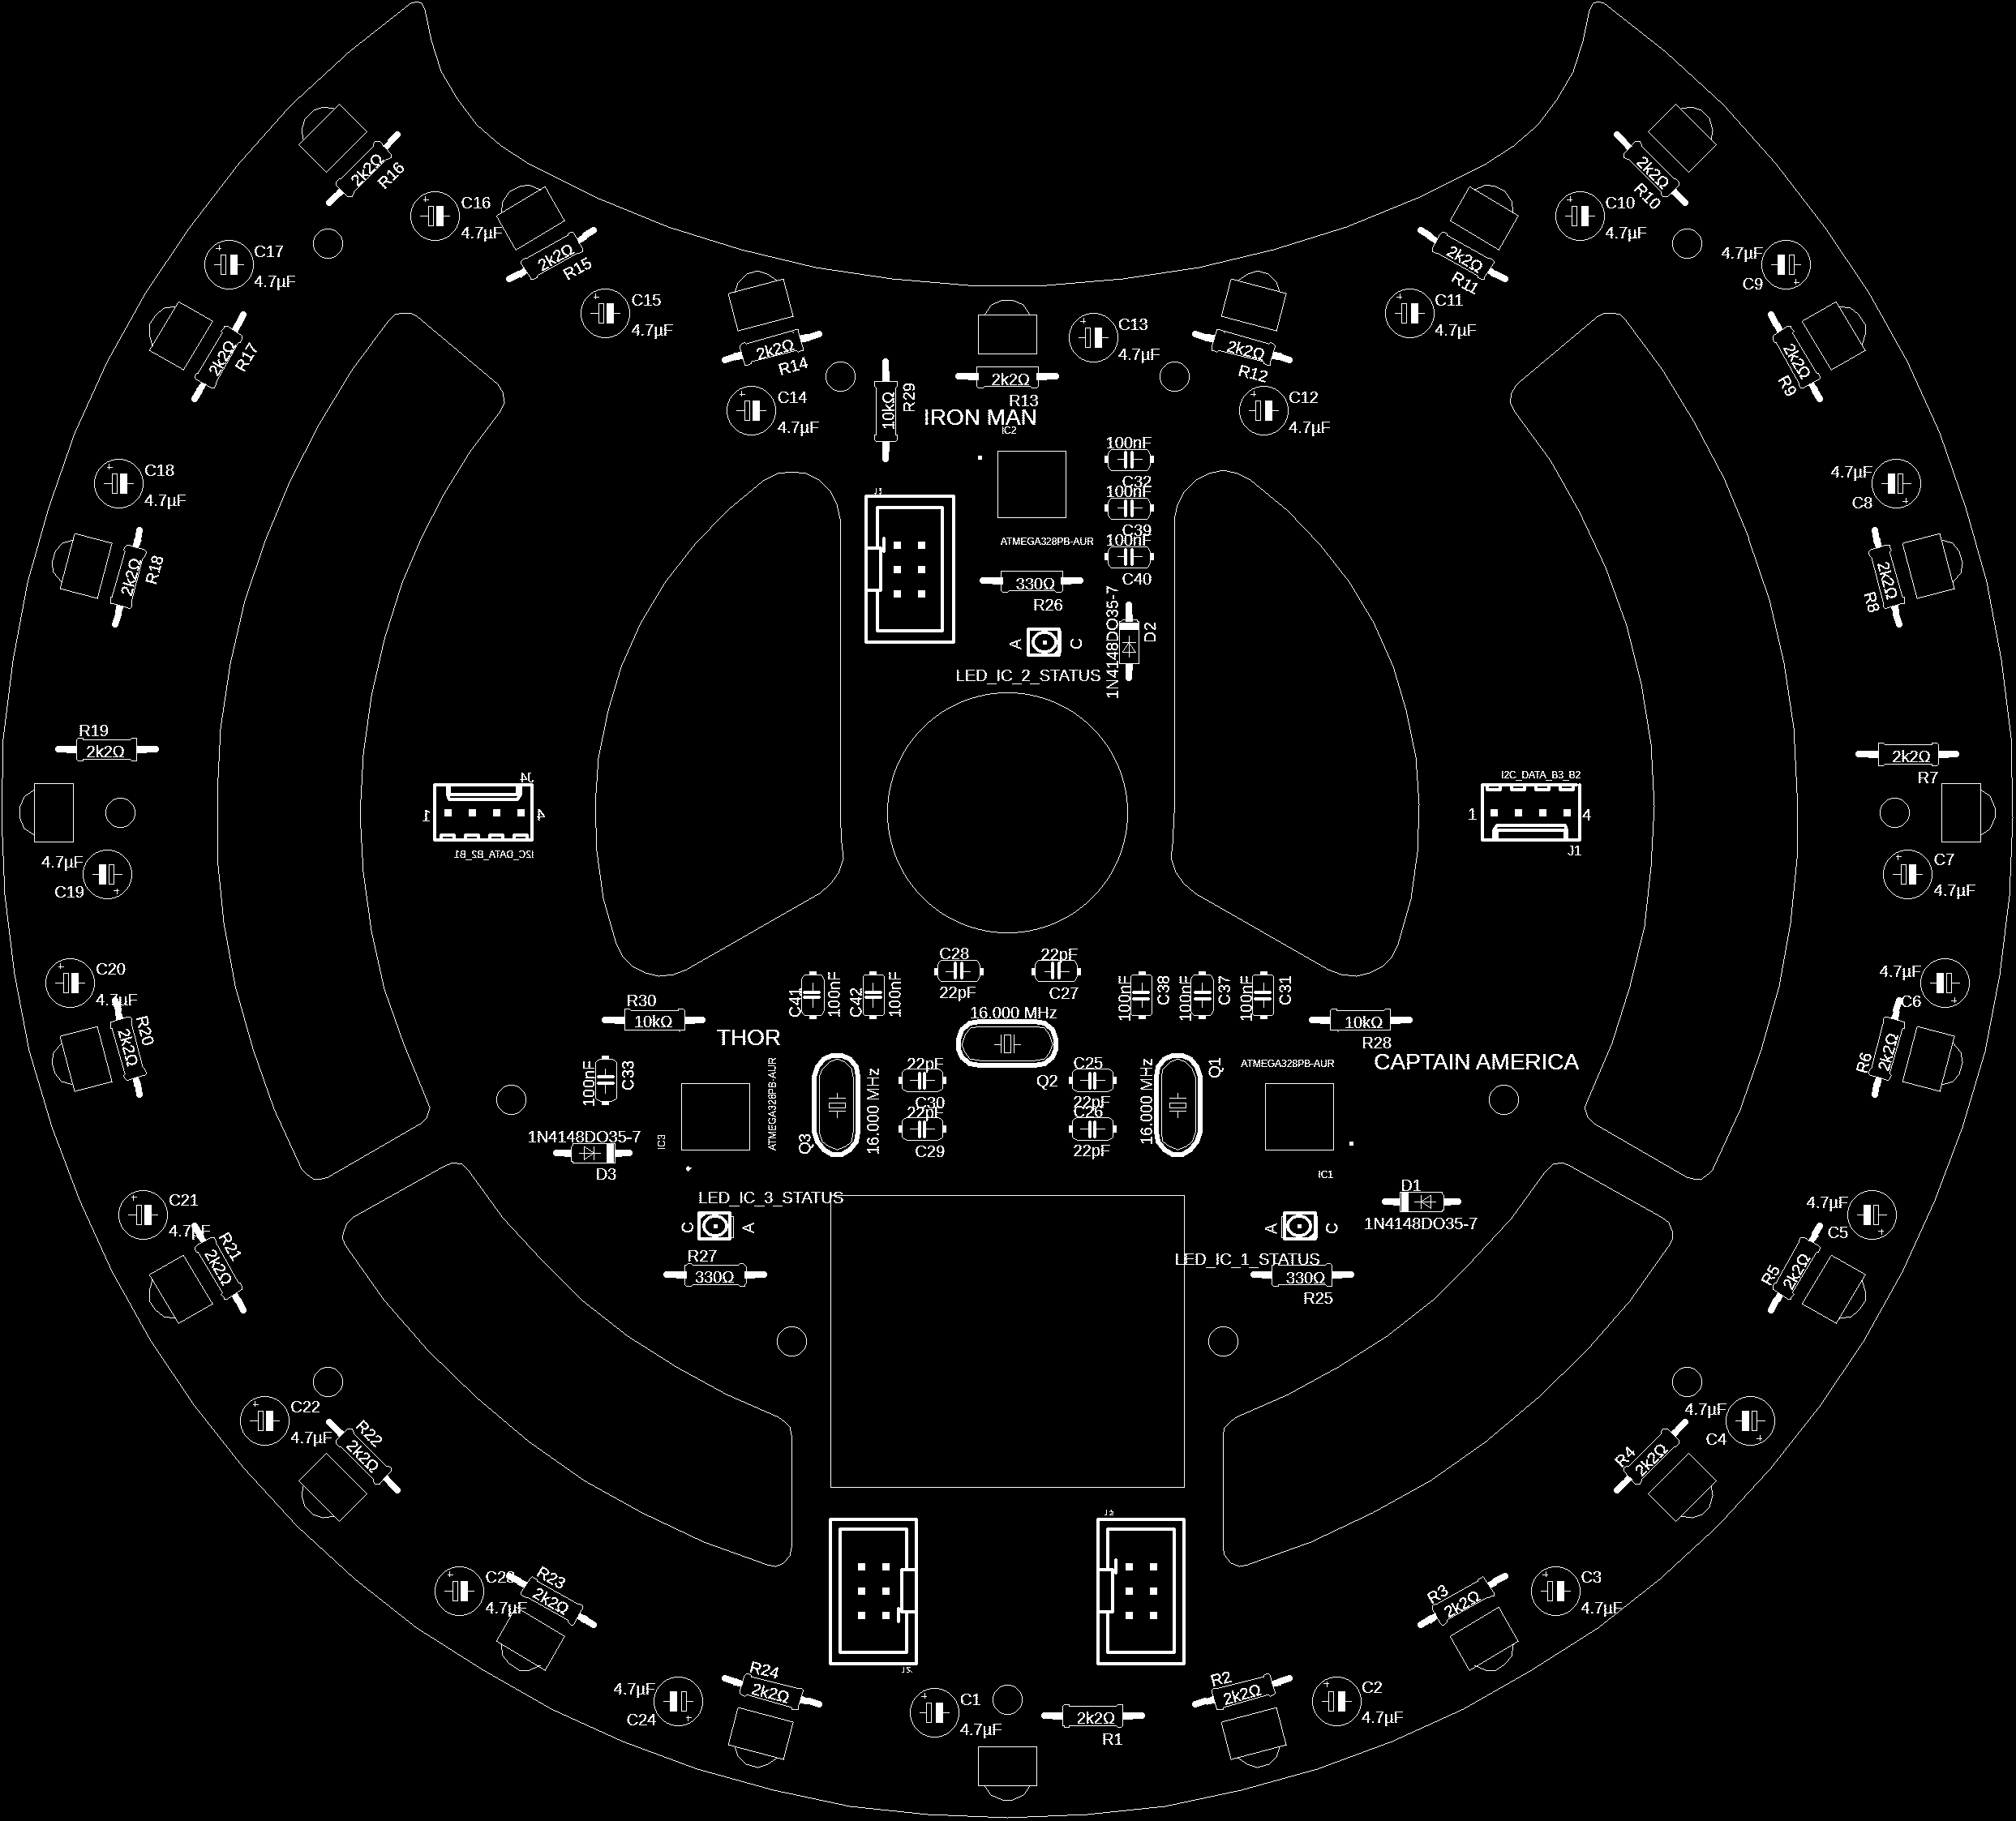 2k2Ω
R16
2k2Ω
R10
C16
4.7µF
C10
4.7µF
C17
4.7µF
2k2Ω
R15
2k2Ω
R11
4.7µF
C9
C15
4.7µF
C11
4.7µF
C13
4.7µF
2k2Ω
R17
2k2Ω
R14
2k2Ω
R12
2k2Ω
R9
2k2Ω
R13
C14
4.7µF
10kΩ
R29
C12
4.7µF
IRON MAN
IC2
100nF
C32
100nF
C39
100nF
C40
C18
4.7µF
4.7µF
C8
J3
ATMEGA328PB-AUR
2k2Ω
R18
330Ω
R26
2k2Ω
R8
1N4148DO35-7
D2
A
C
LED_IC_2_STATUS
R19
2k2Ω
2k2Ω
R7
J4
1
4
I2C_DATA_B2_B1
I2C_DATA_B3_B2
1
4
J1
4.7µF
C19
C7
4.7µF
C20
4.7µF
4.7µF
C6
C28
22pF
22pF
C27
C41
100nF
C42
100nF
100nF
C38
100nF
C37
100nF
C31
R30
10kΩ
16.000 MHz
Q2
10kΩ
R28
R20
2k2Ω
R6
2k2Ω
THOR
CAPTAIN AMERICA
100nF
C33
IC3
ATMEGA328PB-AUR
Q3
16.000 MHz
22pF
C30
22pF
C29
C25
22pF
C26
22pF
16.000 MHz
Q1
ATMEGA328PB-AUR
IC1
1N4148DO35-7
D3
D1
1N4148DO35-7
C21
4.7µF
4.7µF
C5
LED_IC_3_STATUS
C
A
R27
330Ω
A
C
LED_IC_1_STATUS
330Ω
R25
R21
2k2Ω
R5
2k2Ω
C22
4.7µF
4.7µF
C4
R22
2k2Ω
R4
2k2Ω
C23
4.7µF
R23
2k2Ω
R3
2k2Ω
C3
4.7µF
4.7µF
C24
R24
2k2Ω
C1
4.7µF
2k2Ω
R1
R2
2k2Ω
C2
4.7µF